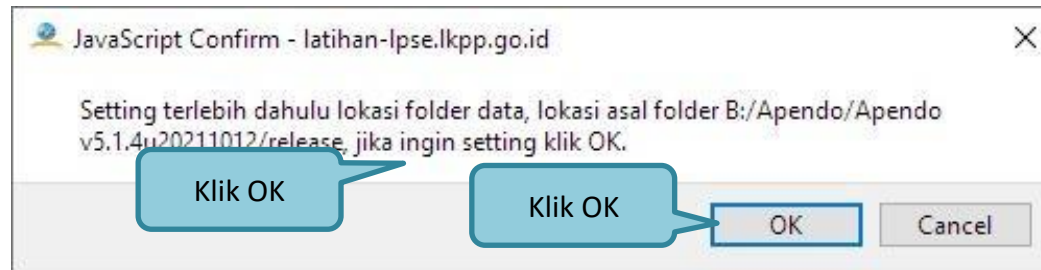 JavaScript Confirm - latihan-lpse.lkpp.go.id
Setting terlebih dahulu lokasi folder data, lokasi asal folder B:/Apendo/Apendo
v5.1.4u20211012/release, jika ingin setting klik OK.
Klik OK
Klik OK
OK
Cancel